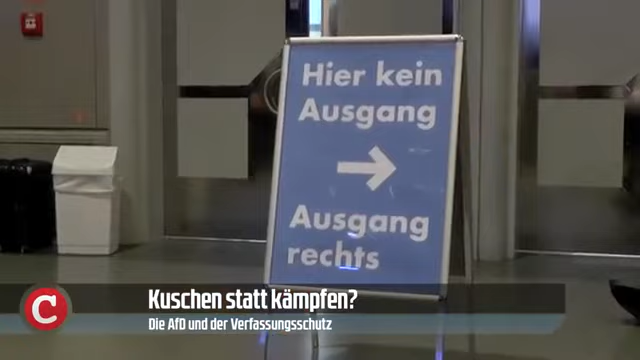 Hier kein
Ausgang
→
Ausgang
rechts
C
Kuschen statt kämpfen?
Die AfD und der Verfassungsschutz